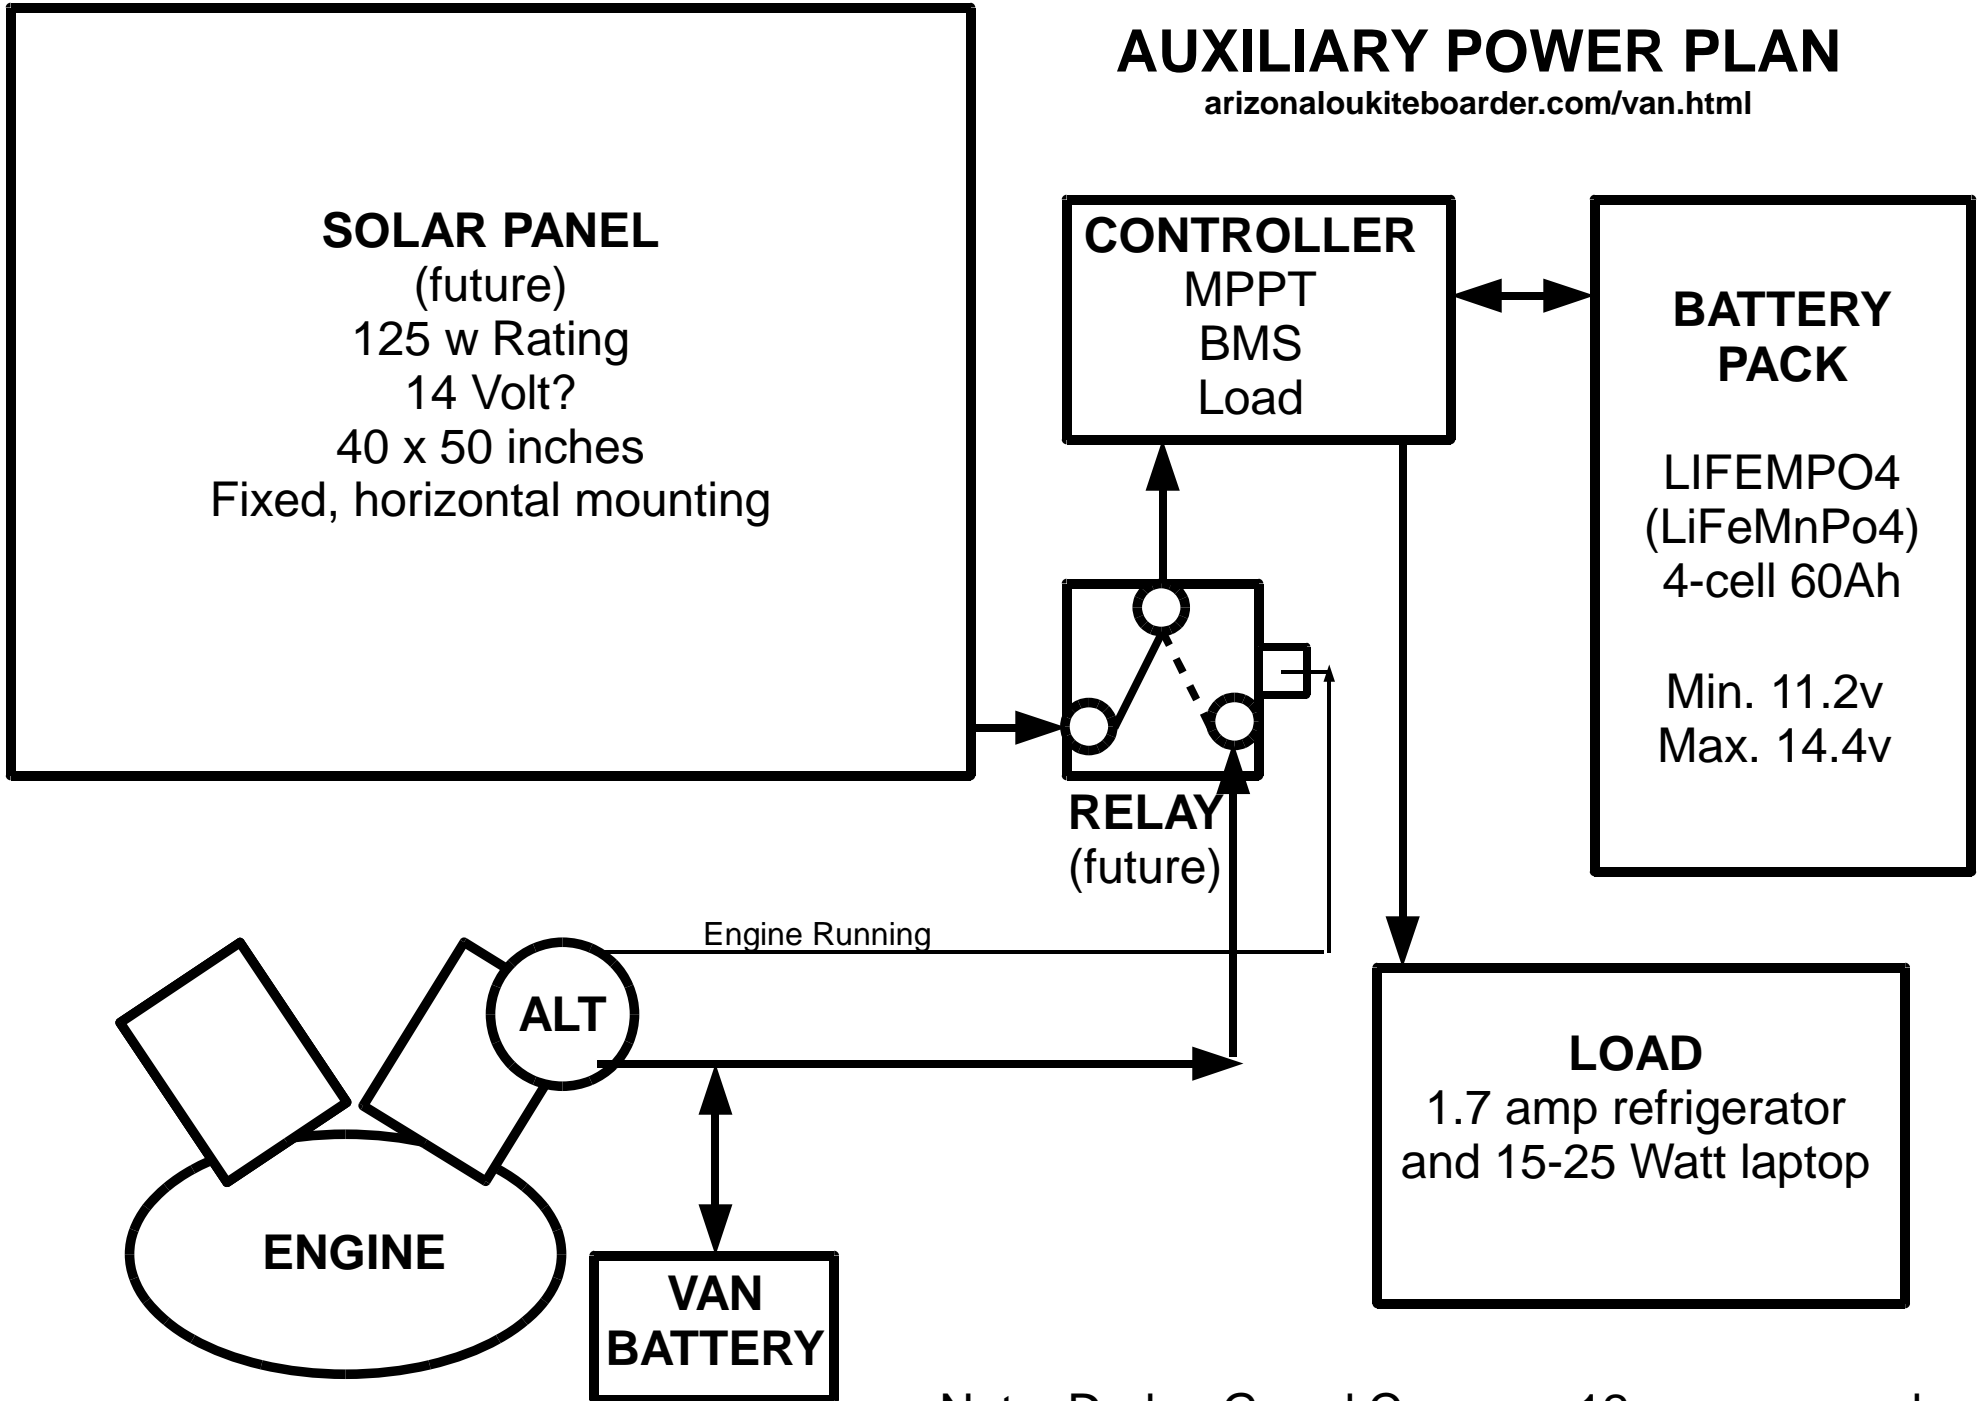 AUXILIARY POWER PLAN
arizonaloukiteboarder.com/van.html
SOLAR PANEL
(future)
125 w Rating
14 Volt?
40 x 50 inches
Fixed, horizontal mounting
CONTROLLER
MPPT
BMS
Load
BATTERY
PACK
LIFEMPO4
(LiFeMnPo4)
4-cell 60Ah
Min. 11.2v
Max. 14.4v
RELAY
(future)
Engine Running
ALT
ENGINE
VAN
BATTERY
LOAD
1.7 amp refrigerator
and 15-25 Watt laptop